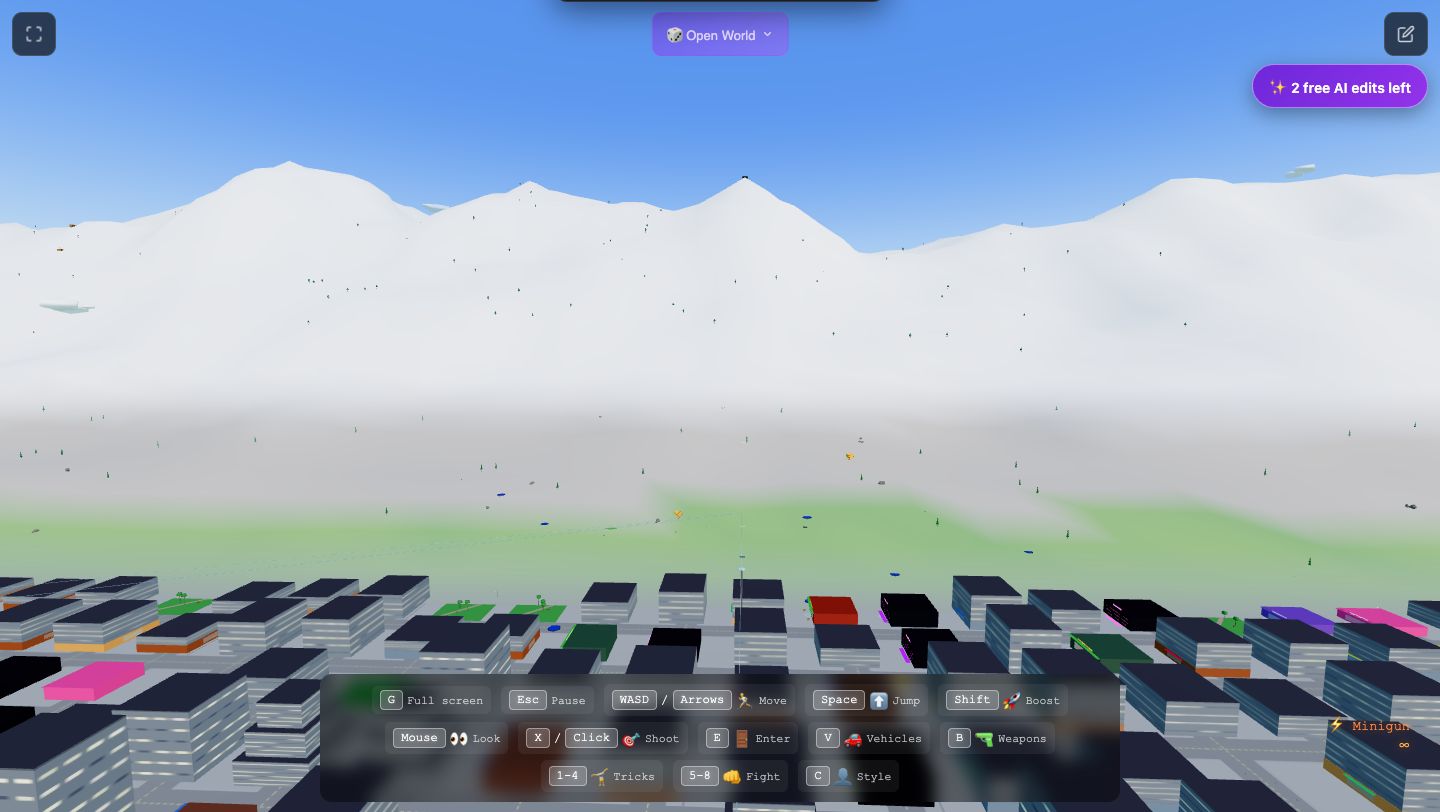 Open World
2 free AI edits left
G Full screen Esc Pause WASD / Arrows Move Space Jump Shift Boost
Mouse Look X / Click Shoot E Enter V Vehicles B Weapons
1-4 Tricks 5-8 Fight C Style
Minigun
∞